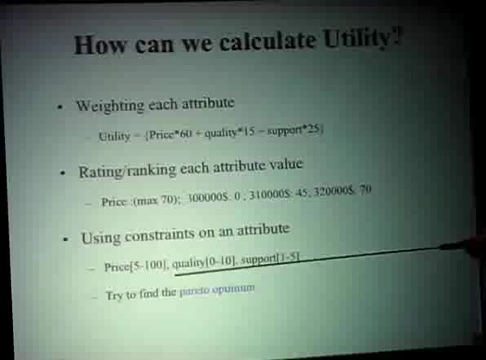 How can we calculate Utility?
• Weighting each attribute
– Utility = {Price*60 + quality*15 + support*25}
• Rating/ranking each attribute value
– Price :(max 70); 300000$: 0 , 310000$: 45, 320000$: 70
• Using constraints on an attribute
– Price[5-100], quality[0-10], support[1-5]
– Try to find the pareto optimum